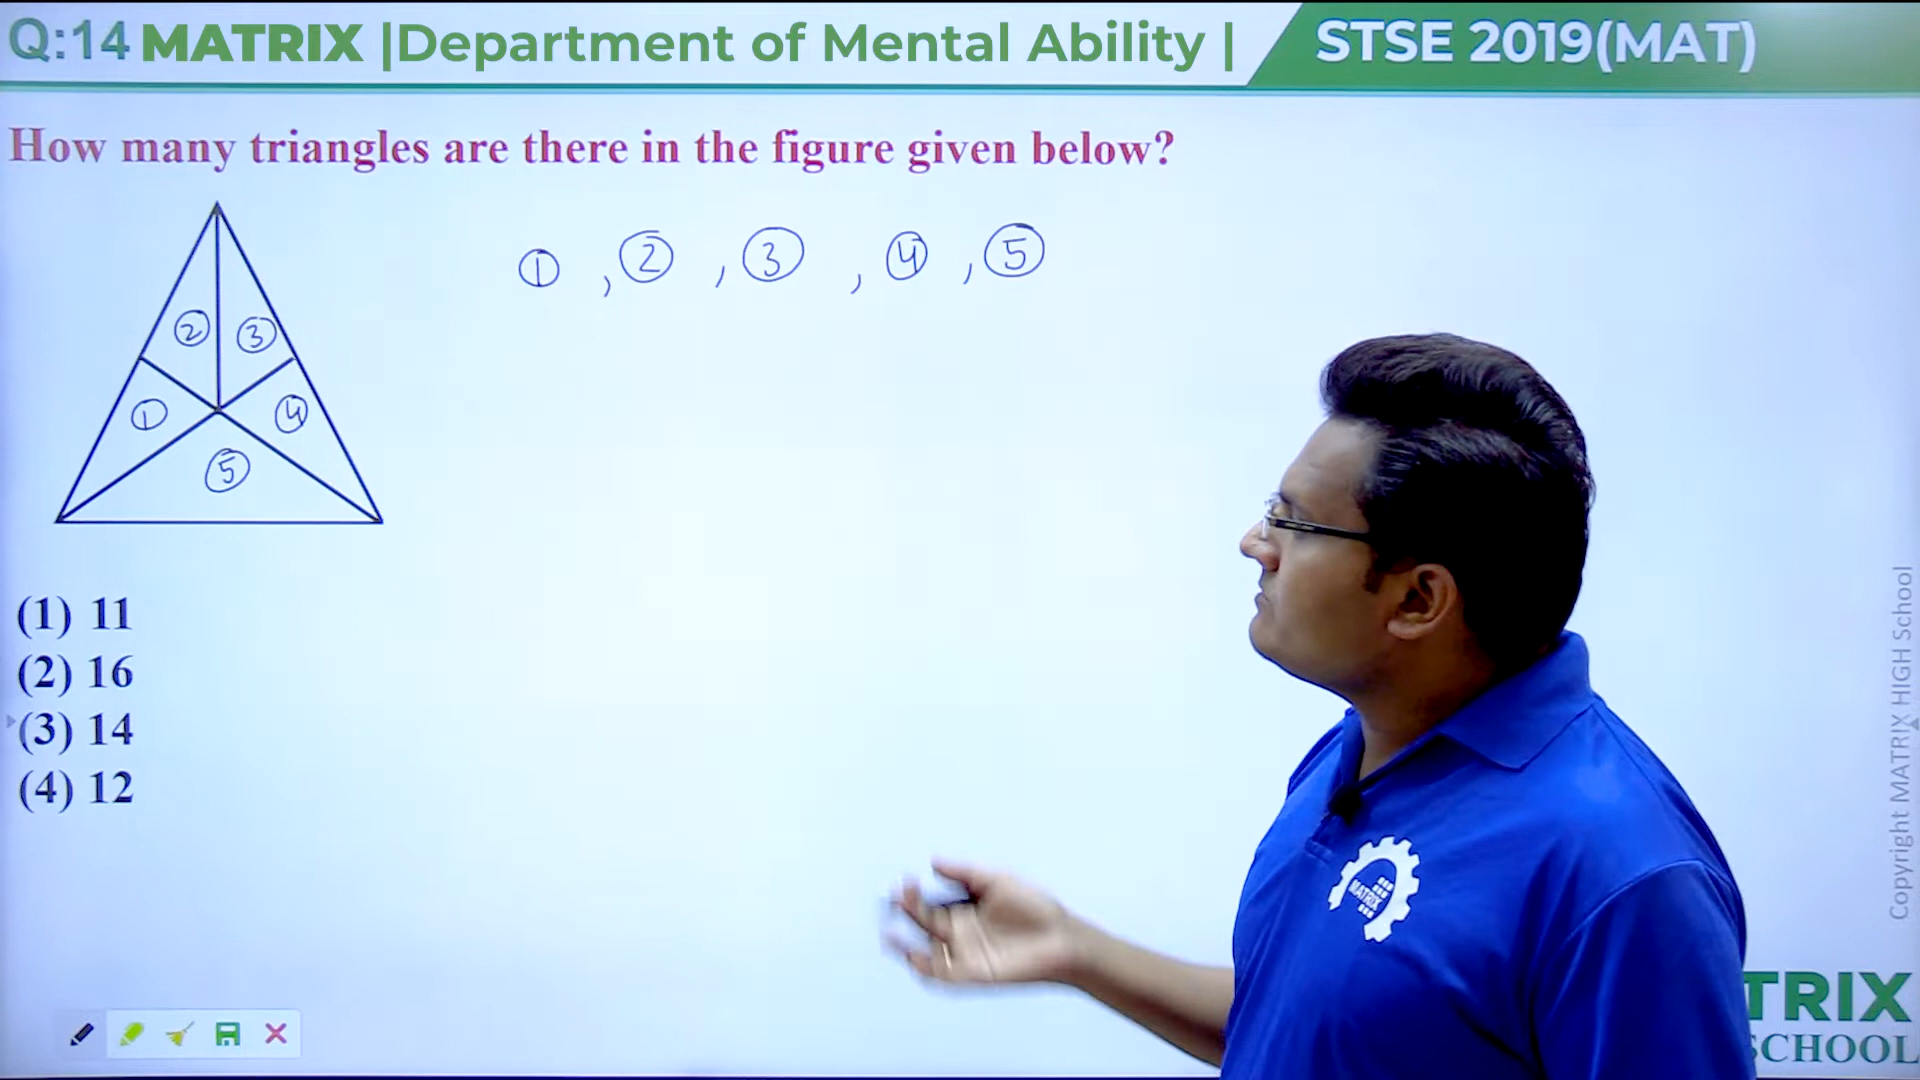 Q:14 MATRIX |Department of Mental Ability |
STSE 2019(MAT)
How many triangles are there in the figure given below?
1 , 2 , 3 , 4 , 5
2 3
1 4
5
(1) 11
(2) 16
(3) 14
(4) 12
MATRIX
Copyright MATRIX HIGH School
TRIX
SCHOOL